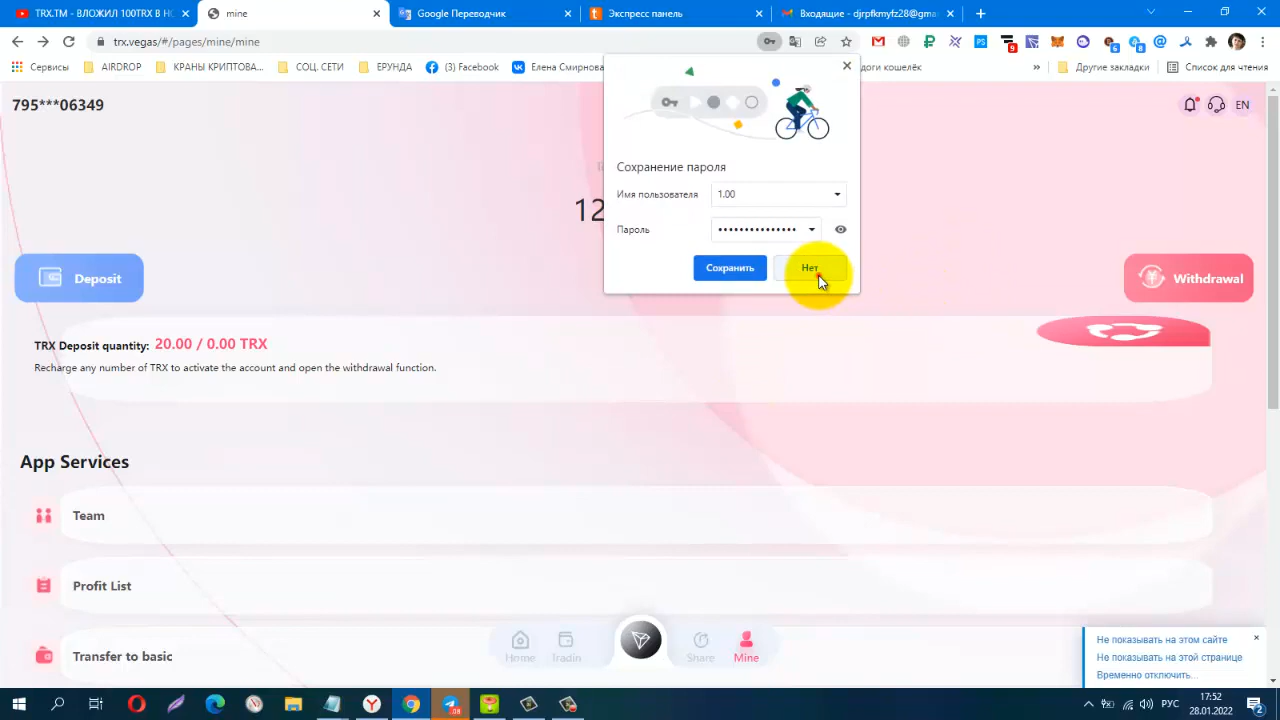 TRX.TM - ВЛОЖИЛ 100TRX В НО
mine
Google Переводчик
Экспресс панель
Входящие - djrpfkmyfz28@gma
trx.vegas/#/pages/mine/mine
Сервисы
AIRDROP
КРАНЫ КРИПТОВА...
СОЦ. СЕТИ
ЕРУНДА
(3) Facebook
Елена Смирнова
логи кошелёк
»
Другие закладки
Список для чтения
795***06349
EN
Сохранение пароля
Имя пользователя
1.00
Пароль
•••••••••••••••
Сохранить
Нет
12
Deposit
Withdrawal
TRX Deposit quantity: 20.00 / 0.00 TRX
Recharge any number of TRX to activate the account and open the withdrawal function.
App Services
Team
Profit List
Transfer to basic
Home
Tradin
Share
Mine
Не показывать на этом сайте
Не показывать на этой странице
Временно отключить...
РУС
17:52
28.01.2022